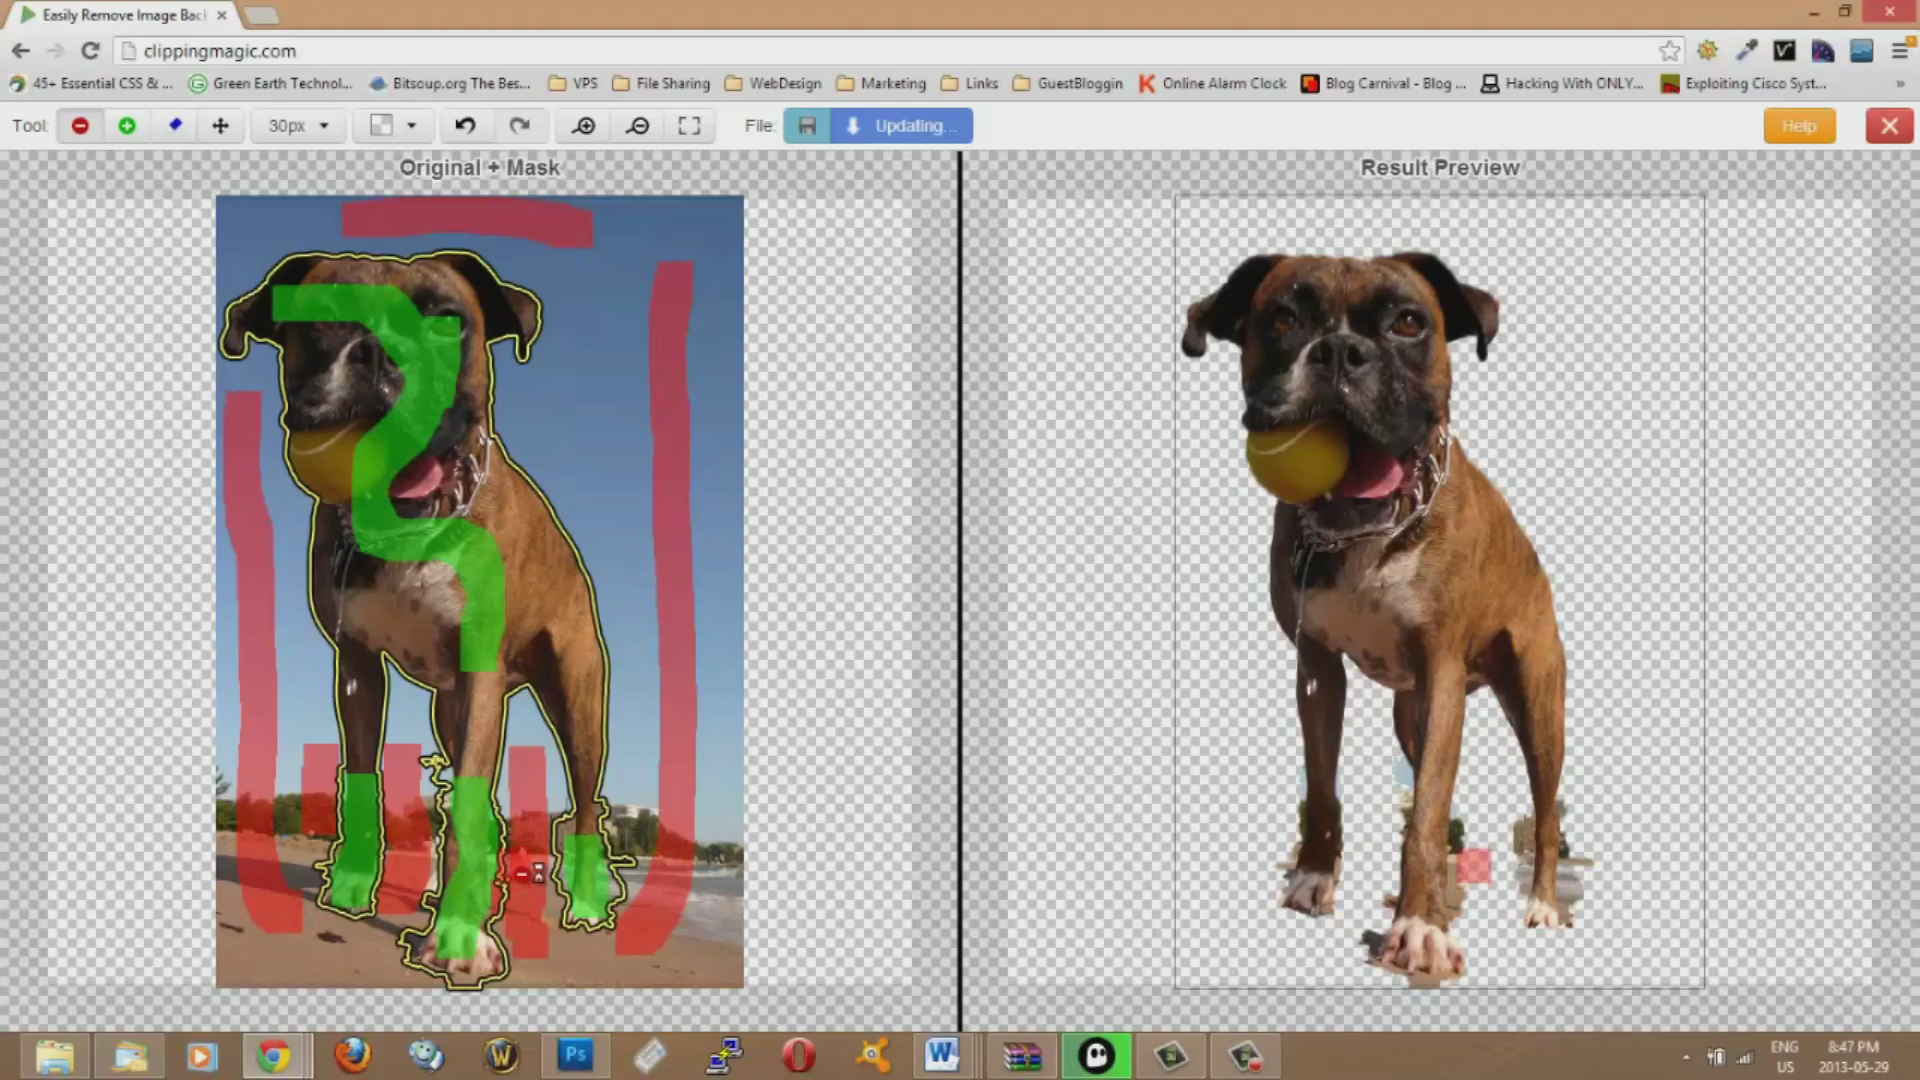 Easily Remove Image Bac
clippingmagic.com
45+ Essential CSS & ... Green Earth Technol... Bitsoup.org The Bes... VPS File Sharing WebDesign Marketing Links GuestBloggin Online Alarm Clock Blog Carnival - Blog ... Hacking With ONLY... Exploiting Cisco Syst... »
Tool: 30px File: Updating... Help
Original + Mask Result Preview
Ps W
ENG 8:47 PM
US 2013-05-29